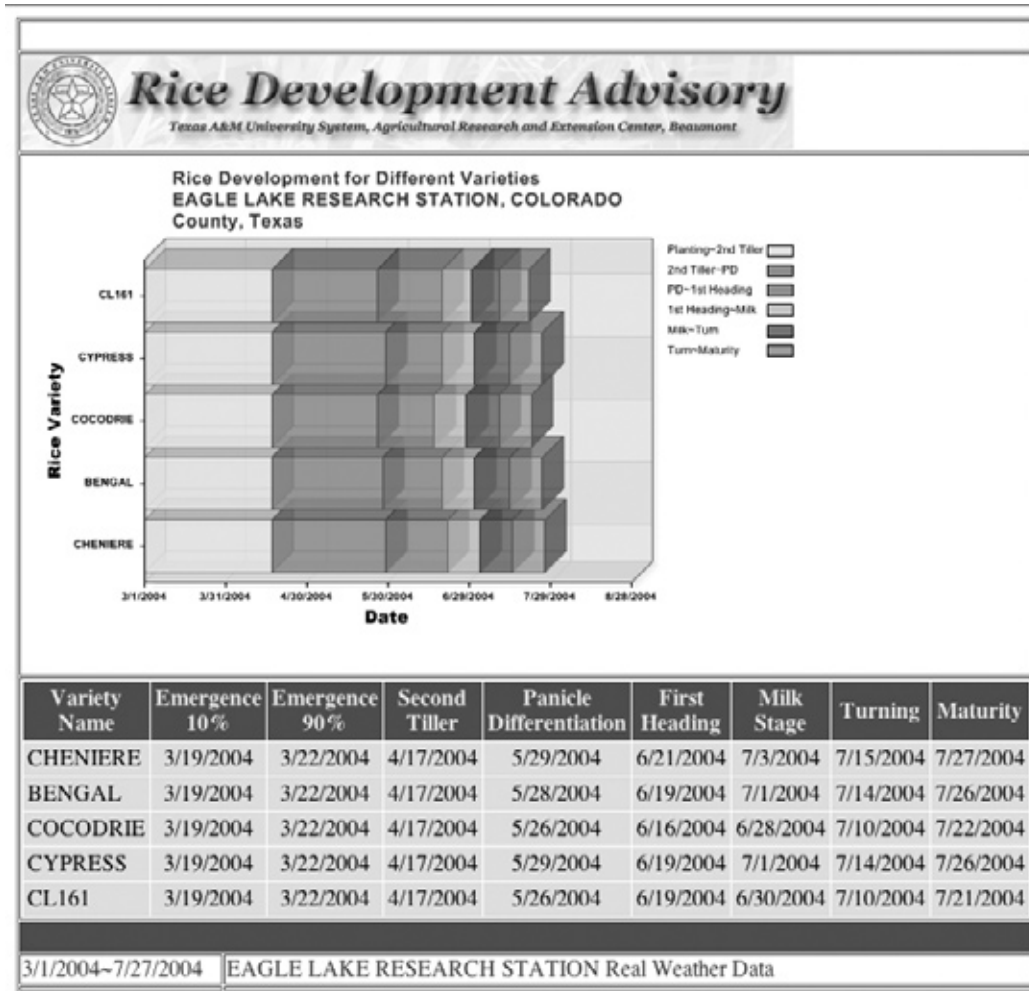 Rice Development Advisory
Texas A&M University System, Agricultural Research and Extension Center, Beaumont
Rice Development for Different Varieties
EAGLE LAKE RESEARCH STATION, COLORADO
County, Texas
Planting~2nd Tiller
2nd Tiller~PD
PD~1st Heading
1st Heading~Milk
Milk~Turn
Turn~Maturity
Rice Variety
CL161
CYPRESS
COCODRIE
BENGAL
CHENIERE
3/1/2004 3/31/2004 4/30/2004 5/30/2004 6/29/2004 7/29/2004 8/28/2004
Date
Variety Name Emergence 10% Emergence 90% Second Tiller Panicle Differentiation First Heading Milk Stage Turning Maturity
CHENIERE 3/19/2004 3/22/2004 4/17/2004 5/29/2004 6/21/2004 7/3/2004 7/15/2004 7/27/2004
BENGAL 3/19/2004 3/22/2004 4/17/2004 5/28/2004 6/19/2004 7/1/2004 7/14/2004 7/26/2004
COCODRIE 3/19/2004 3/22/2004 4/17/2004 5/26/2004 6/16/2004 6/28/2004 7/10/2004 7/22/2004
CYPRESS 3/19/2004 3/22/2004 4/17/2004 5/29/2004 6/19/2004 7/1/2004 7/14/2004 7/26/2004
CL161 3/19/2004 3/22/2004 4/17/2004 5/26/2004 6/19/2004 6/30/2004 7/10/2004 7/21/2004
3/1/2004~7/27/2004 EAGLE LAKE RESEARCH STATION Real Weather Data